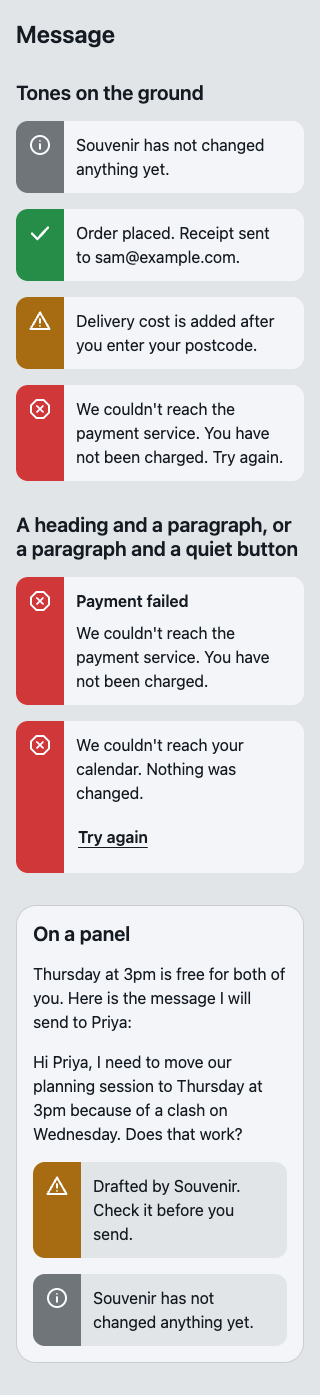 Message
Tones on the ground
Souvenir has not changed
anything yet.
Order placed. Receipt sent
to sam@example.com.
Delivery cost is added after
you enter your postcode.
We couldn't reach the
payment service. You have
not been charged. Try again.
A heading and a paragraph, or
a paragraph and a quiet button
Payment failed
We couldn't reach the
payment service. You have
not been charged.
We couldn't reach your
calendar. Nothing was
changed.
Try again
On a panel
Thursday at 3pm is free for both of
you. Here is the message I will
send to Priya:
Hi Priya, I need to move our
planning session to Thursday at
3pm because of a clash on
Wednesday. Does that work?
Drafted by Souvenir.
Check it before you
send.
Souvenir has not
changed anything yet.